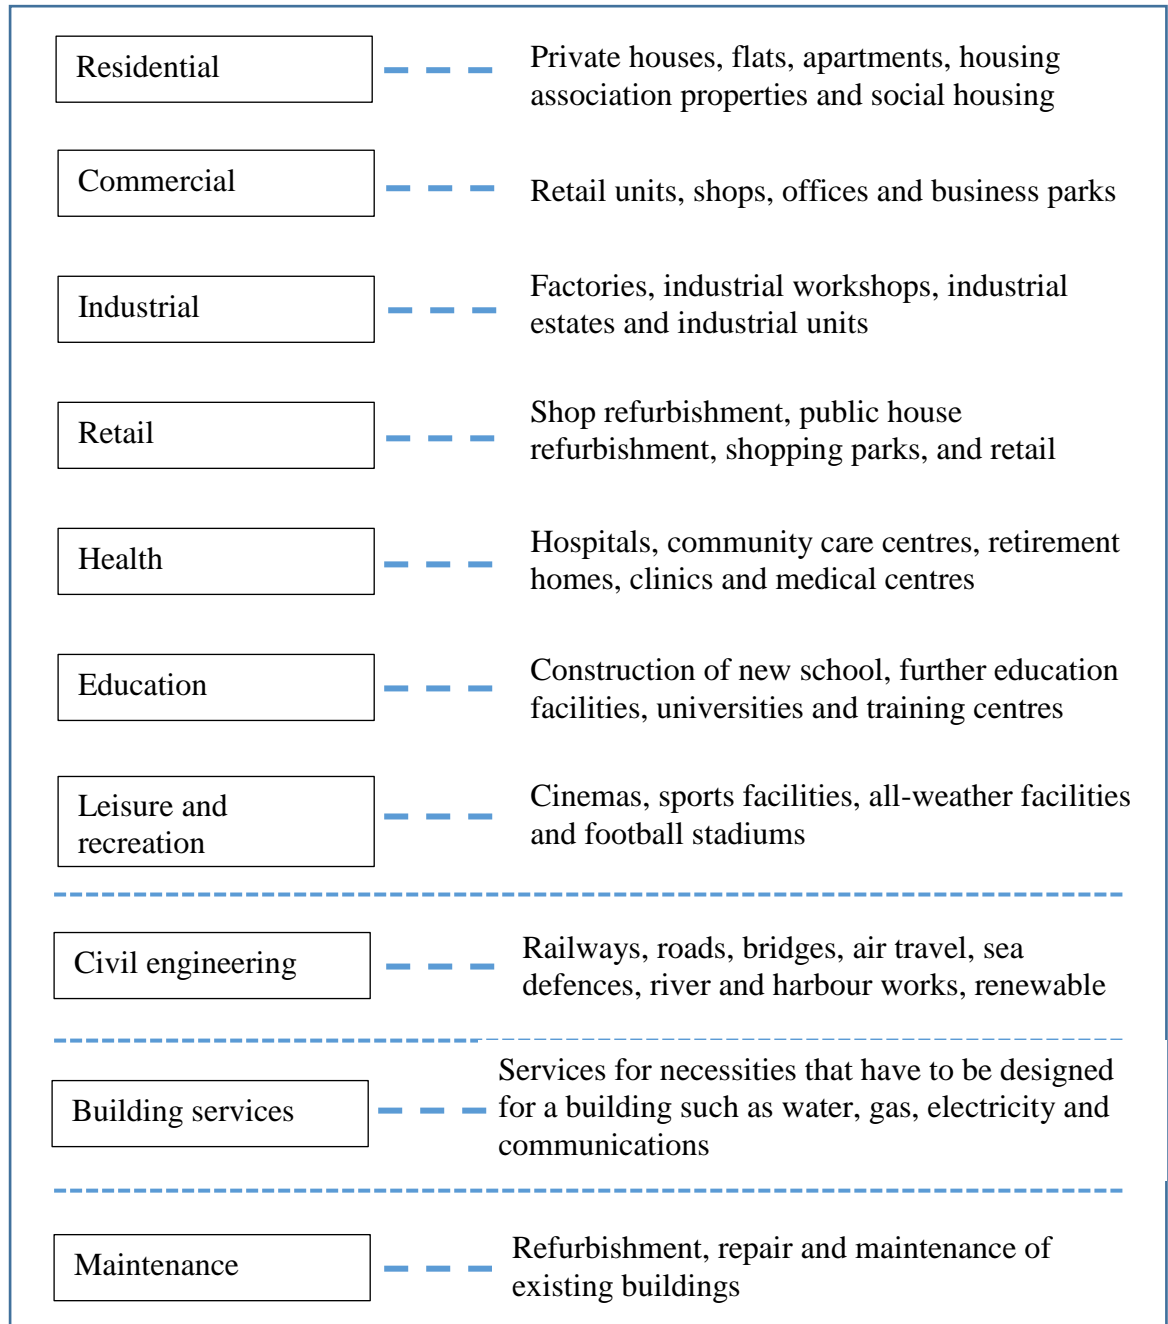 Residential
Private houses, flats, apartments, housing
association properties and social housing
Commercial
Retail units, shops, offices and business parks
Industrial
Factories, industrial workshops, industrial
estates and industrial units
Retail
Shop refurbishment, public house
refurbishment, shopping parks, and retail
Health
Hospitals, community care centres, retirement
homes, clinics and medical centres
Education
Construction of new school, further education
facilities, universities and training centres
Leisure and
recreation
Cinemas, sports facilities, all-weather facilities
and football stadiums
Civil engineering
Railways, roads, bridges, air travel, sea
defences, river and harbour works, renewable
Building services
Services for necessities that have to be designed
for a building such as water, gas, electricity and
communications
Maintenance
Refurbishment, repair and maintenance of
existing buildings